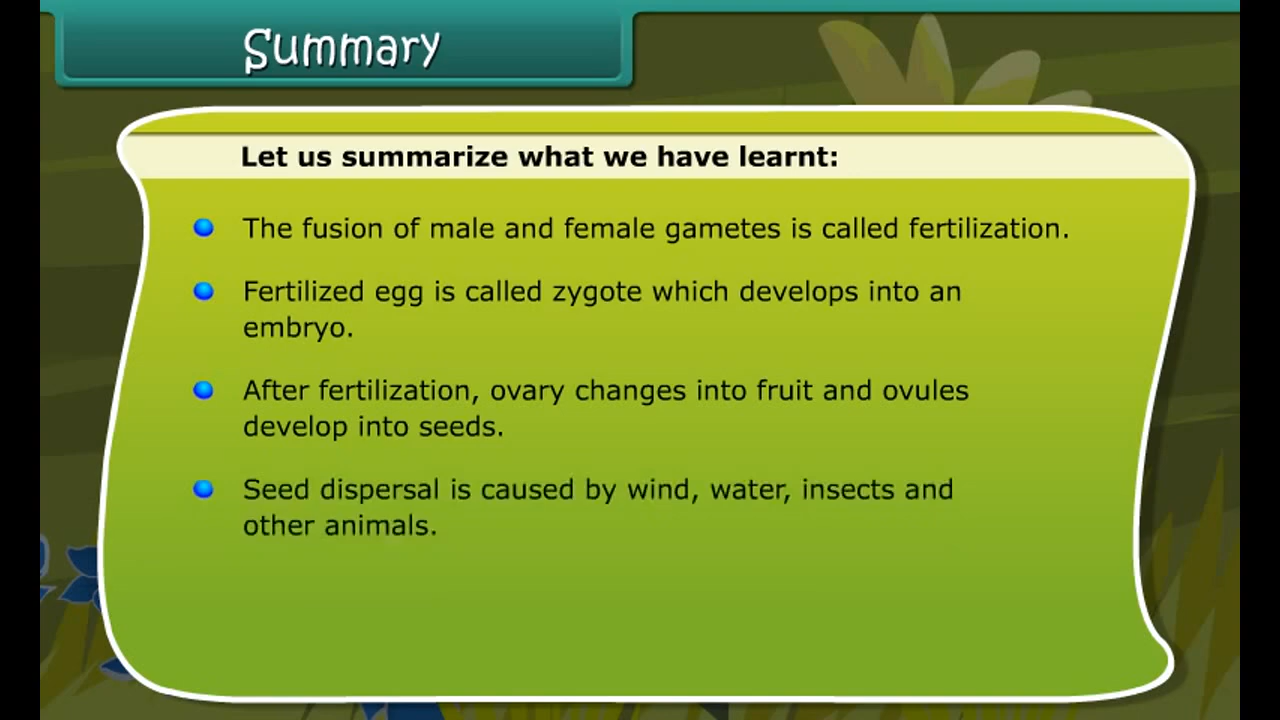 Summary
Let us summarize what we have learnt:
The fusion of male and female gametes is called fertilization.
Fertilized egg is called zygote which develops into an
embryo.
After fertilization, ovary changes into fruit and ovules
develop into seeds.
Seed dispersal is caused by wind, water, insects and
other animals.